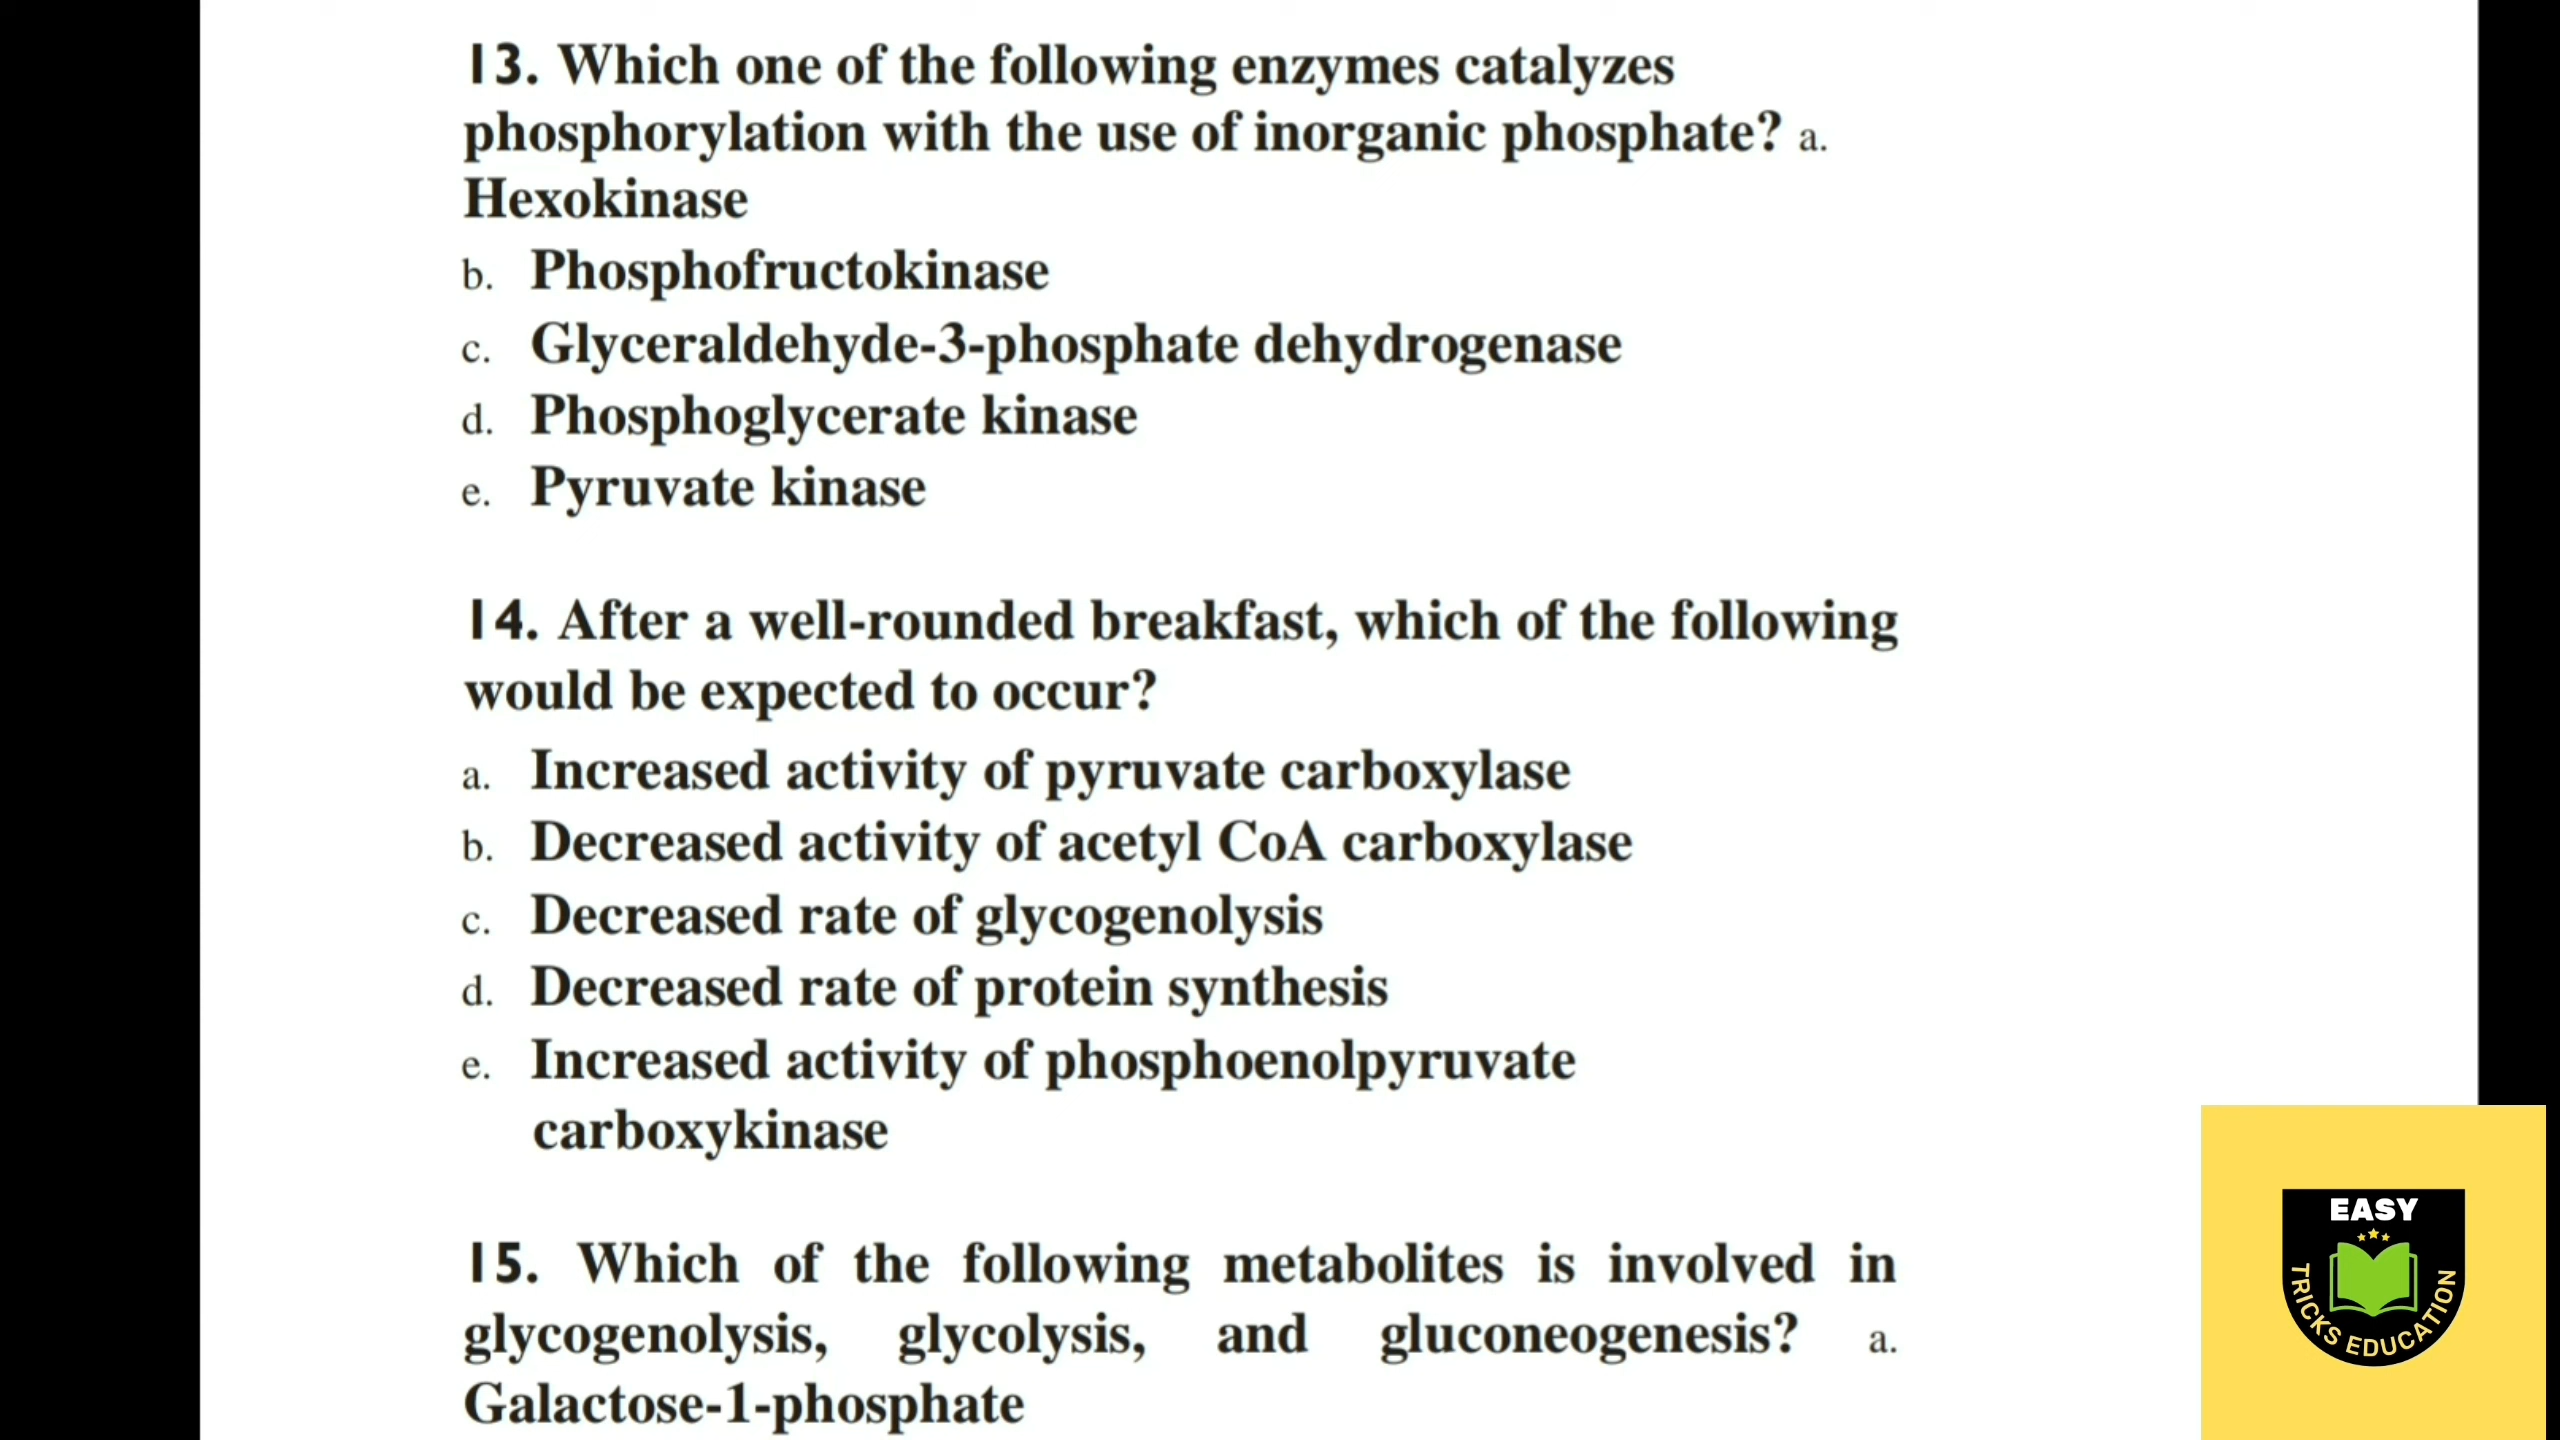 13. Which one of the following enzymes catalyzes
phosphorylation with the use of inorganic phosphate? a.
Hexokinase
b. Phosphofructokinase
c. Glyceraldehyde-3-phosphate dehydrogenase
d. Phosphoglycerate kinase
e. Pyruvate kinase
14. After a well-rounded breakfast, which of the following
would be expected to occur?
a. Increased activity of pyruvate carboxylase
b. Decreased activity of acetyl CoA carboxylase
c. Decreased rate of glycogenolysis
d. Decreased rate of protein synthesis
e. Increased activity of phosphoenolpyruvate
carboxykinase
15. Which of the following metabolites is involved in
glycogenolysis, glycolysis, and gluconeogenesis? a.
Galactose-1-phosphate
EASY
TRICKS EDUCATION